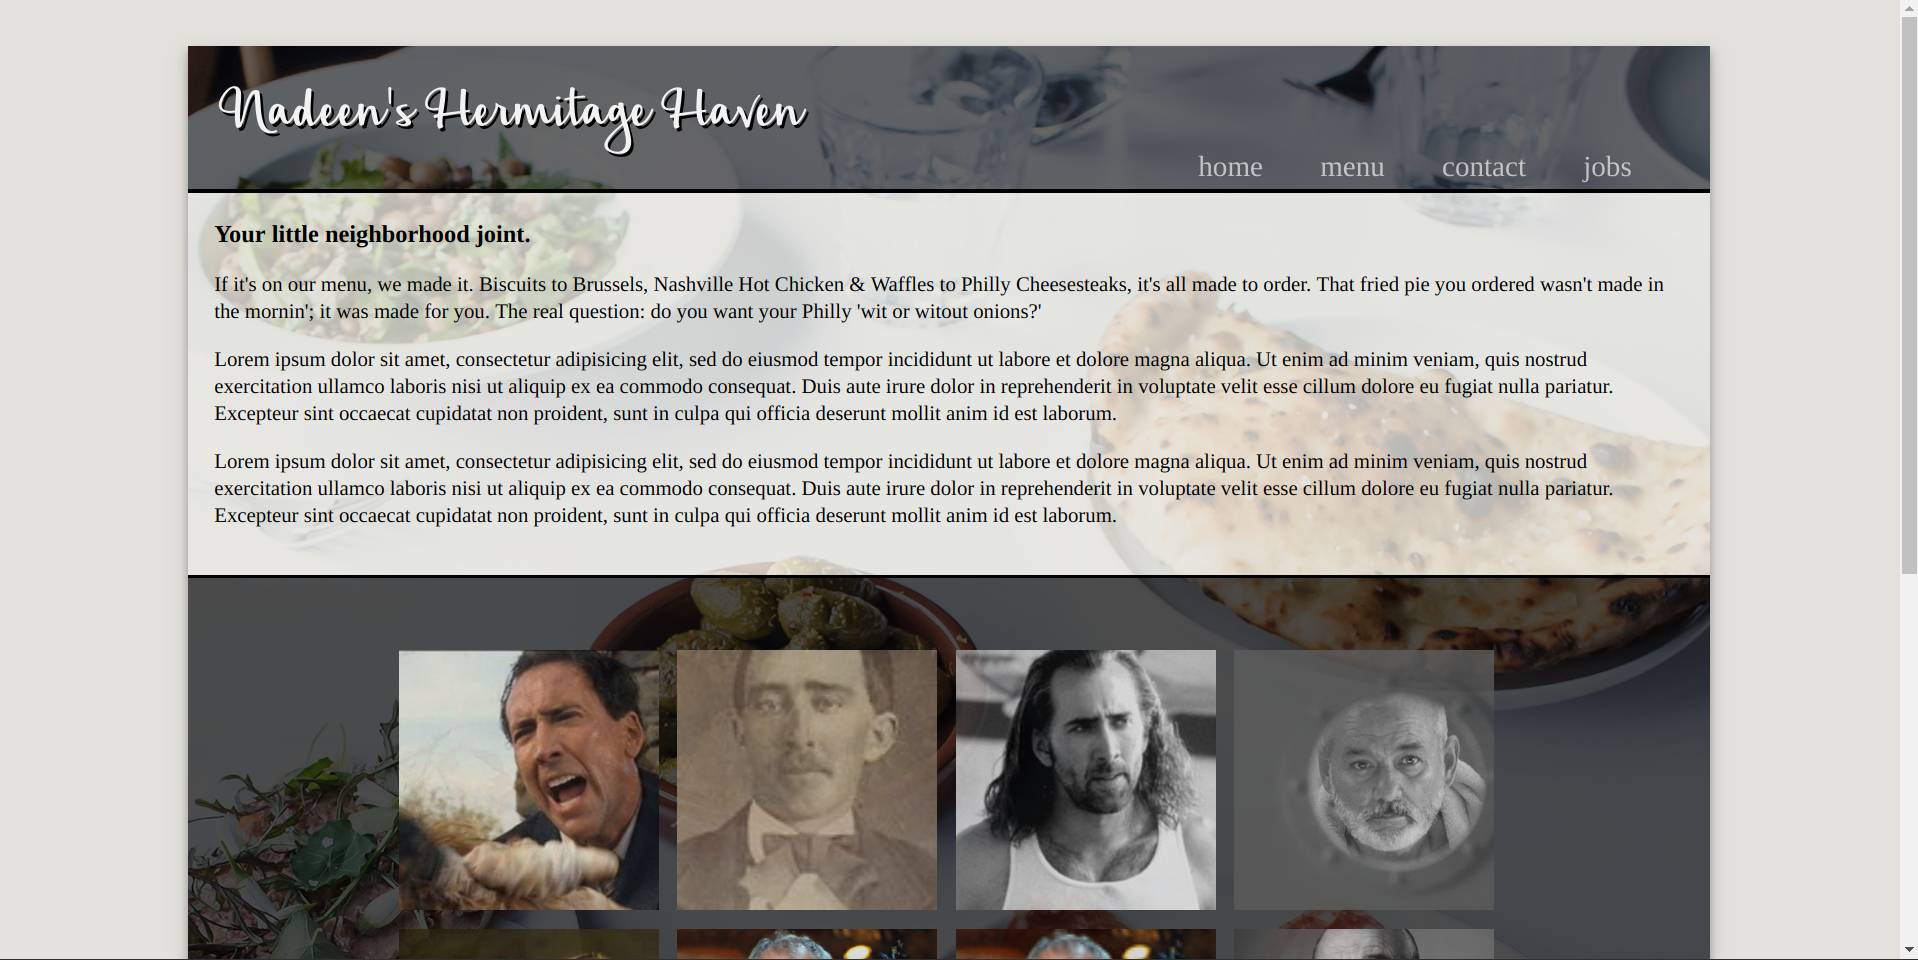 Nadeen's Hermitage Haven
home menu contact jobs
Your little neighborhood joint.
If it's on our menu, we made it. Biscuits to Brussels, Nashville Hot Chicken & Waffles to Philly Cheesesteaks, it's all made to order. That fried pie you ordered wasn't made in
the mornin'; it was made for you. The real question: do you want your Philly 'wit or witout onions?'
Lorem ipsum dolor sit amet, consectetur adipisicing elit, sed do eiusmod tempor incididunt ut labore et dolore magna aliqua. Ut enim ad minim veniam, quis nostrud
exercitation ullamco laboris nisi ut aliquip ex ea commodo consequat. Duis aute irure dolor in reprehenderit in voluptate velit esse cillum dolore eu fugiat nulla pariatur.
Excepteur sint occaecat cupidatat non proident, sunt in culpa qui officia deserunt mollit anim id est laborum.
Lorem ipsum dolor sit amet, consectetur adipisicing elit, sed do eiusmod tempor incididunt ut labore et dolore magna aliqua. Ut enim ad minim veniam, quis nostrud
exercitation ullamco laboris nisi ut aliquip ex ea commodo consequat. Duis aute irure dolor in reprehenderit in voluptate velit esse cillum dolore eu fugiat nulla pariatur.
Excepteur sint occaecat cupidatat non proident, sunt in culpa qui officia deserunt mollit anim id est laborum.